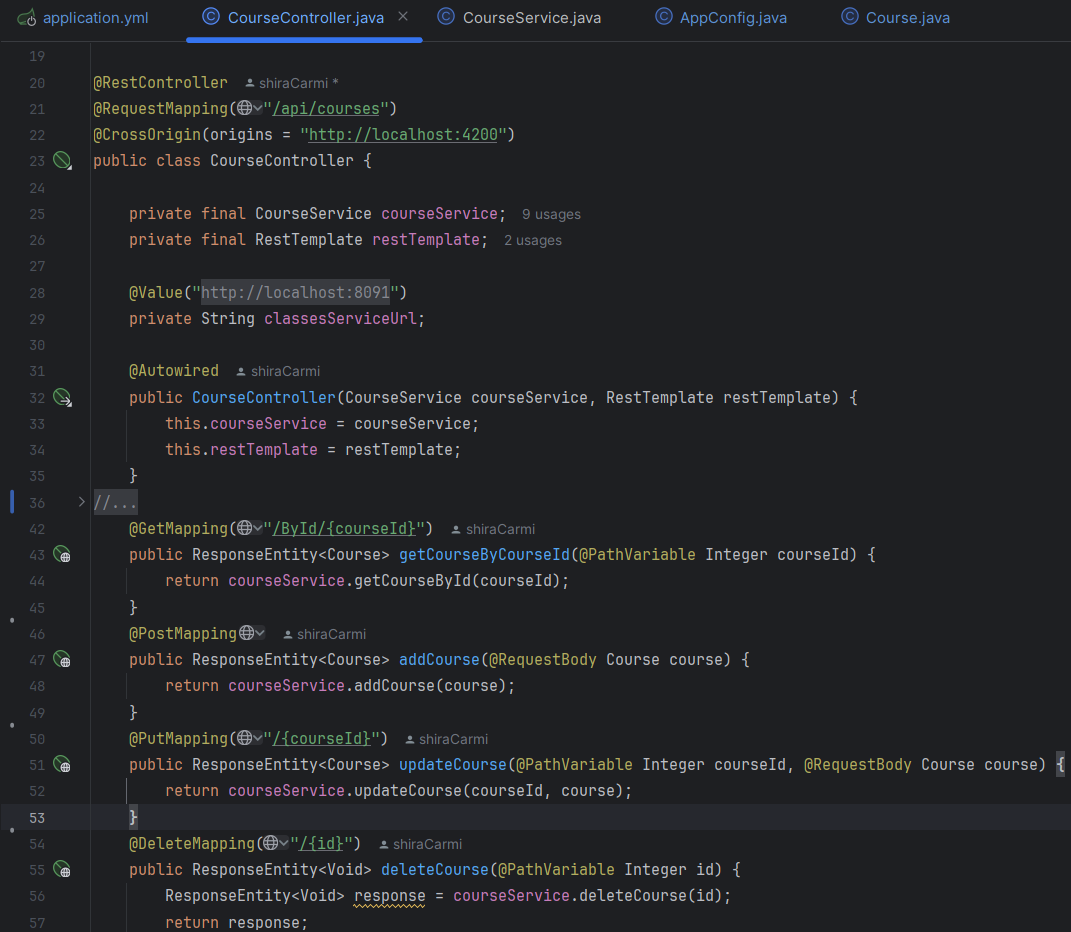 application.yml CourseController.java CourseService.java AppConfig.java Course.java
19
20 @RestController shiraCarmi *
21 @RequestMapping("/api/courses")
22 @CrossOrigin(origins = "http://localhost:4200")
23 public class CourseController {
24
25 private final CourseService courseService; 9 usages
26 private final RestTemplate restTemplate; 2 usages
27
28 @Value("http://localhost:8091")
29 private String classesServiceUrl;
30
31 @Autowired shiraCarmi
32 public CourseController(CourseService courseService, RestTemplate restTemplate) {
33 this.courseService = courseService;
34 this.restTemplate = restTemplate;
35 }
36 //...
42 @GetMapping("/ById/{courseId}") shiraCarmi
43 public ResponseEntity<Course> getCourseByCourseId(@PathVariable Integer courseId) {
44 return courseService.getCourseById(courseId);
45 }
46 @PostMapping shiraCarmi
47 public ResponseEntity<Course> addCourse(@RequestBody Course course) {
48 return courseService.addCourse(course);
49 }
50 @PutMapping("/{courseId}") shiraCarmi
51 public ResponseEntity<Course> updateCourse(@PathVariable Integer courseId, @RequestBody Course course) {
52 return courseService.updateCourse(courseId, course);
53 }
54 @DeleteMapping("/{id}") shiraCarmi
55 public ResponseEntity<Void> deleteCourse(@PathVariable Integer id) {
56 ResponseEntity<Void> response = courseService.deleteCourse(id);
57 return response;